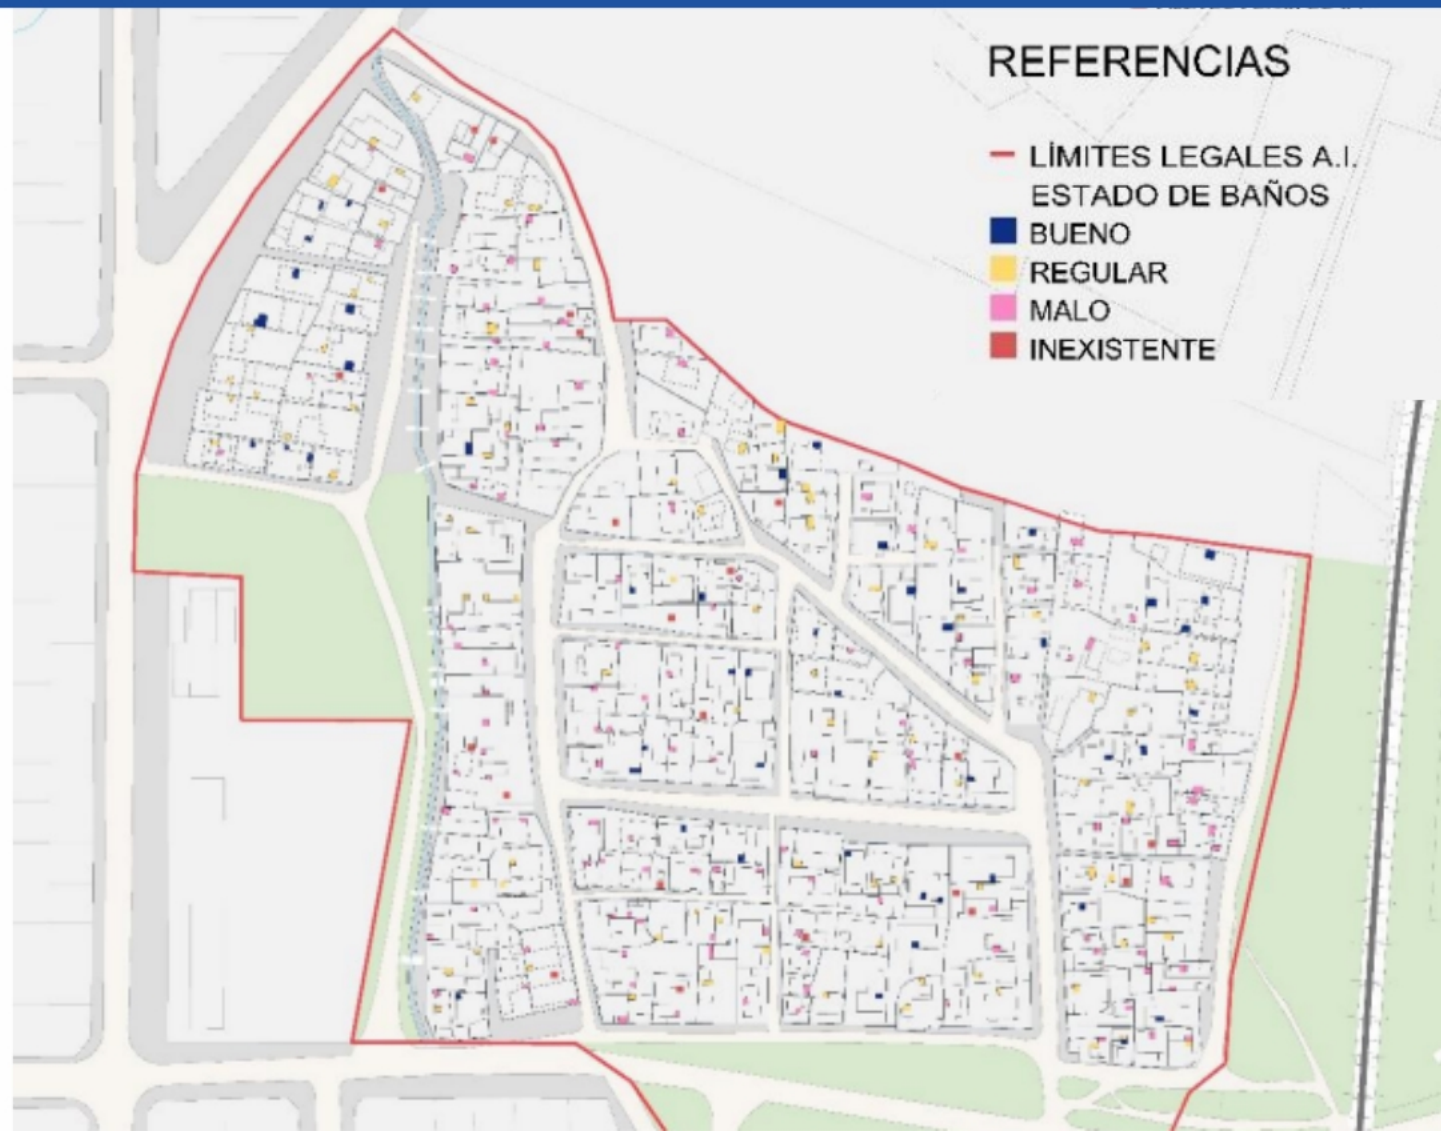 REFERENCIAS
LÍMITES LEGALES A.I.
ESTADO DE BAÑOS
BUENO
REGULAR
MALO
INEXISTENTE